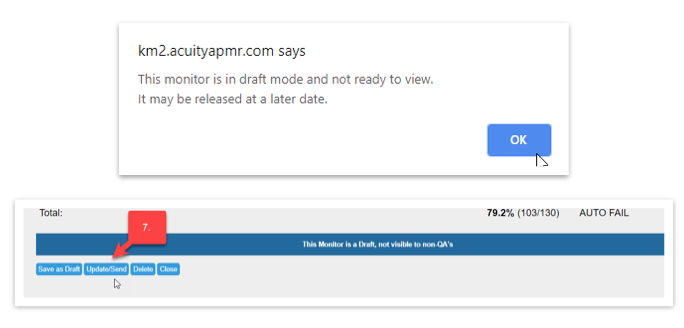 km2.acuityapmr.com says
This monitor is in draft mode and not ready to view.
It may be released at a later date.
OK
Total: 79.2% (103/130) AUTO FAIL
7.
This Monitor is a Draft, not visible to non-QA's
Save as Draft Update/Send Delete Close